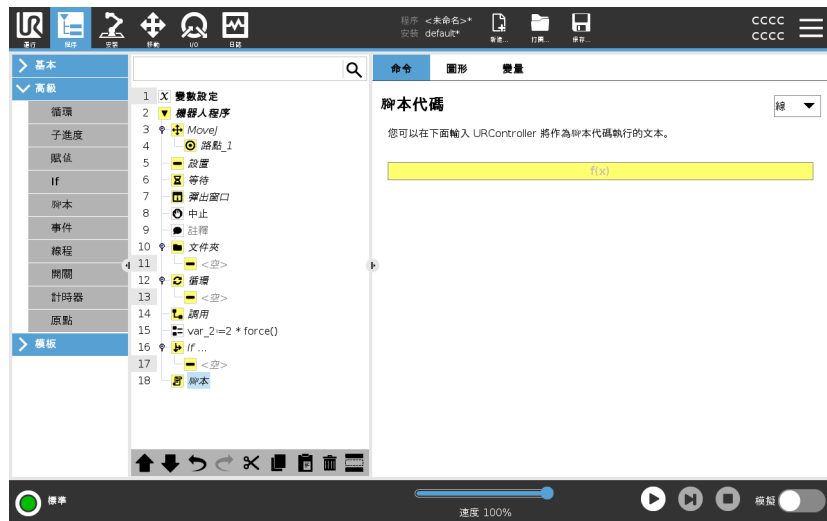 運行 程序 安裝 移動 I/O 日誌
程序 <未命名>*
安裝 default*
新建... 打開... 保存...
cccc
cccc
基本
高級
循環
子進度
賦值
If
腳本
事件
線程
開關
計時器
原點
模板
1 X 變數設定
2 機器人程序
3 MoveJ
4 路點_1
5 設置
6 等待
7 彈出窗口
8 中止
9 註釋
10 文件夾
11 <空>
12 循環
13 <空>
14 調用
15 var_2≔2 * force()
16 If ...
17 <空>
18 腳本
命令 圖形 變量
腳本代碼
線
您可以在下面輸入 URController 將作為腳本代碼執行的文本。
f(x)
標準
速度 100%
模擬